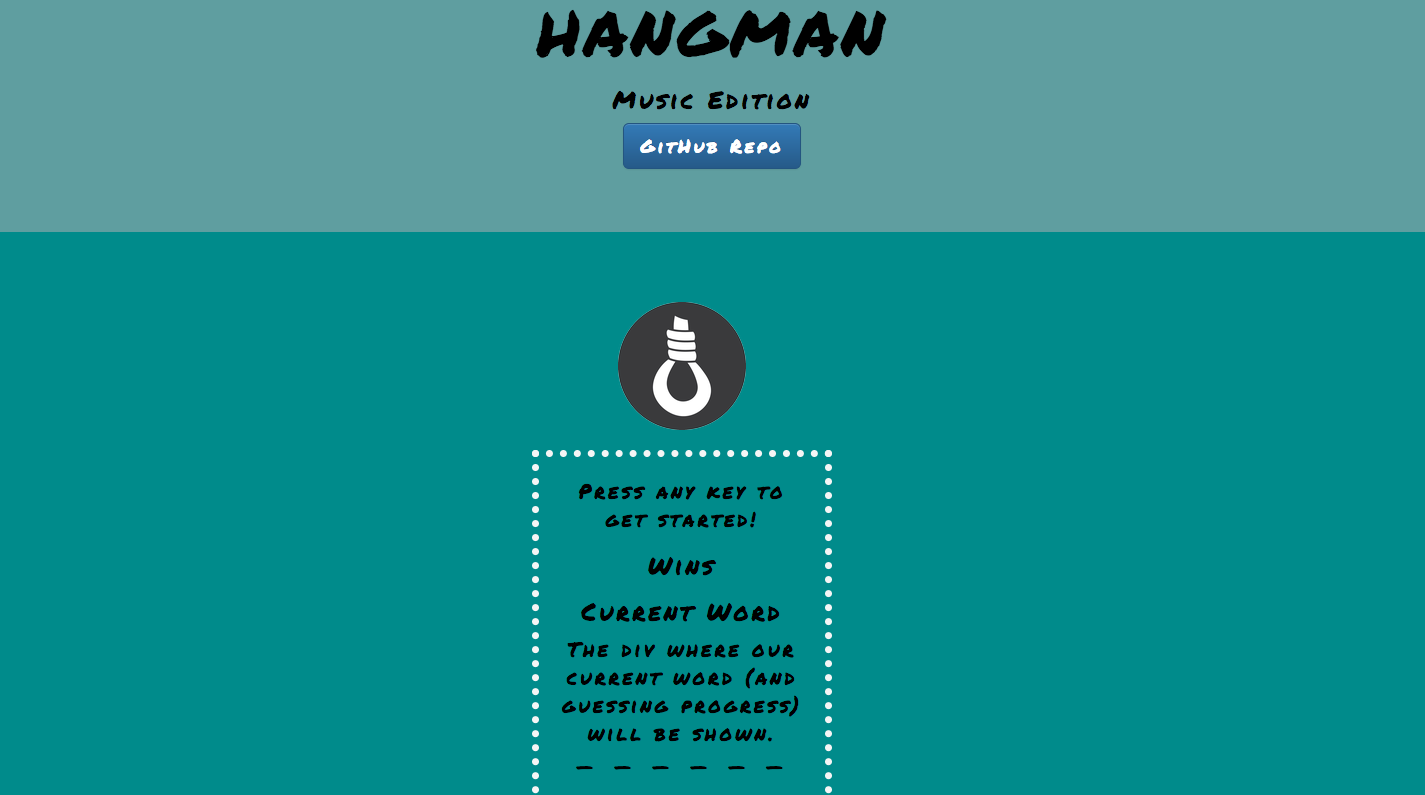 HANGMAN
Music Edition
GitHub Repo
Press any key to
get started!
Wins
Current Word
The div where our
current word (and
guessing progress)
will be shown.
_ _ _ _ _ _